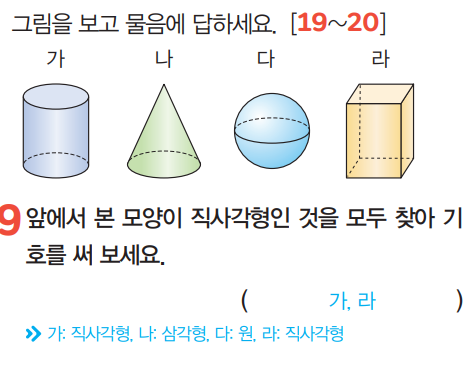 그림을 보고 물음에 답하세요. [19~20]
가 나 다 라
9 앞에서 본 모양이 직사각형인 것을 모두 찾아 기
호를 써 보세요.
( 가, 라 )
가: 직사각형, 나: 삼각형, 다: 원, 라: 직사각형